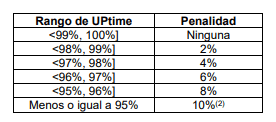 Rango de UPtime Penalidad
<99%, 100%] Ninguna
<98%, 99%] 2%
<97%, 98%] 4%
<96%, 97%] 6%
<95%, 96%] 8%
Menos o igual a 95% 10%(2)